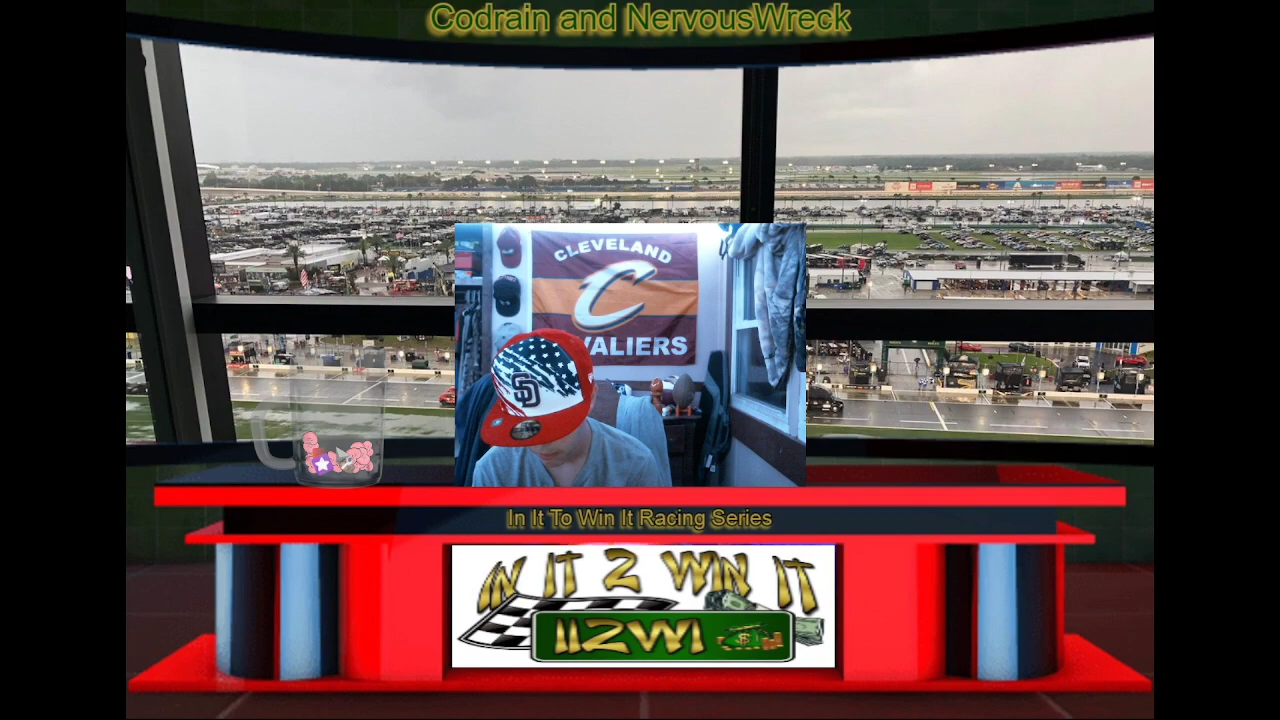 Codrain and NervousWreck
CLEVELAND
C
VALIERS
SD
In It To Win It Racing Series
IN IT 2 WIN IT
II2WI
$